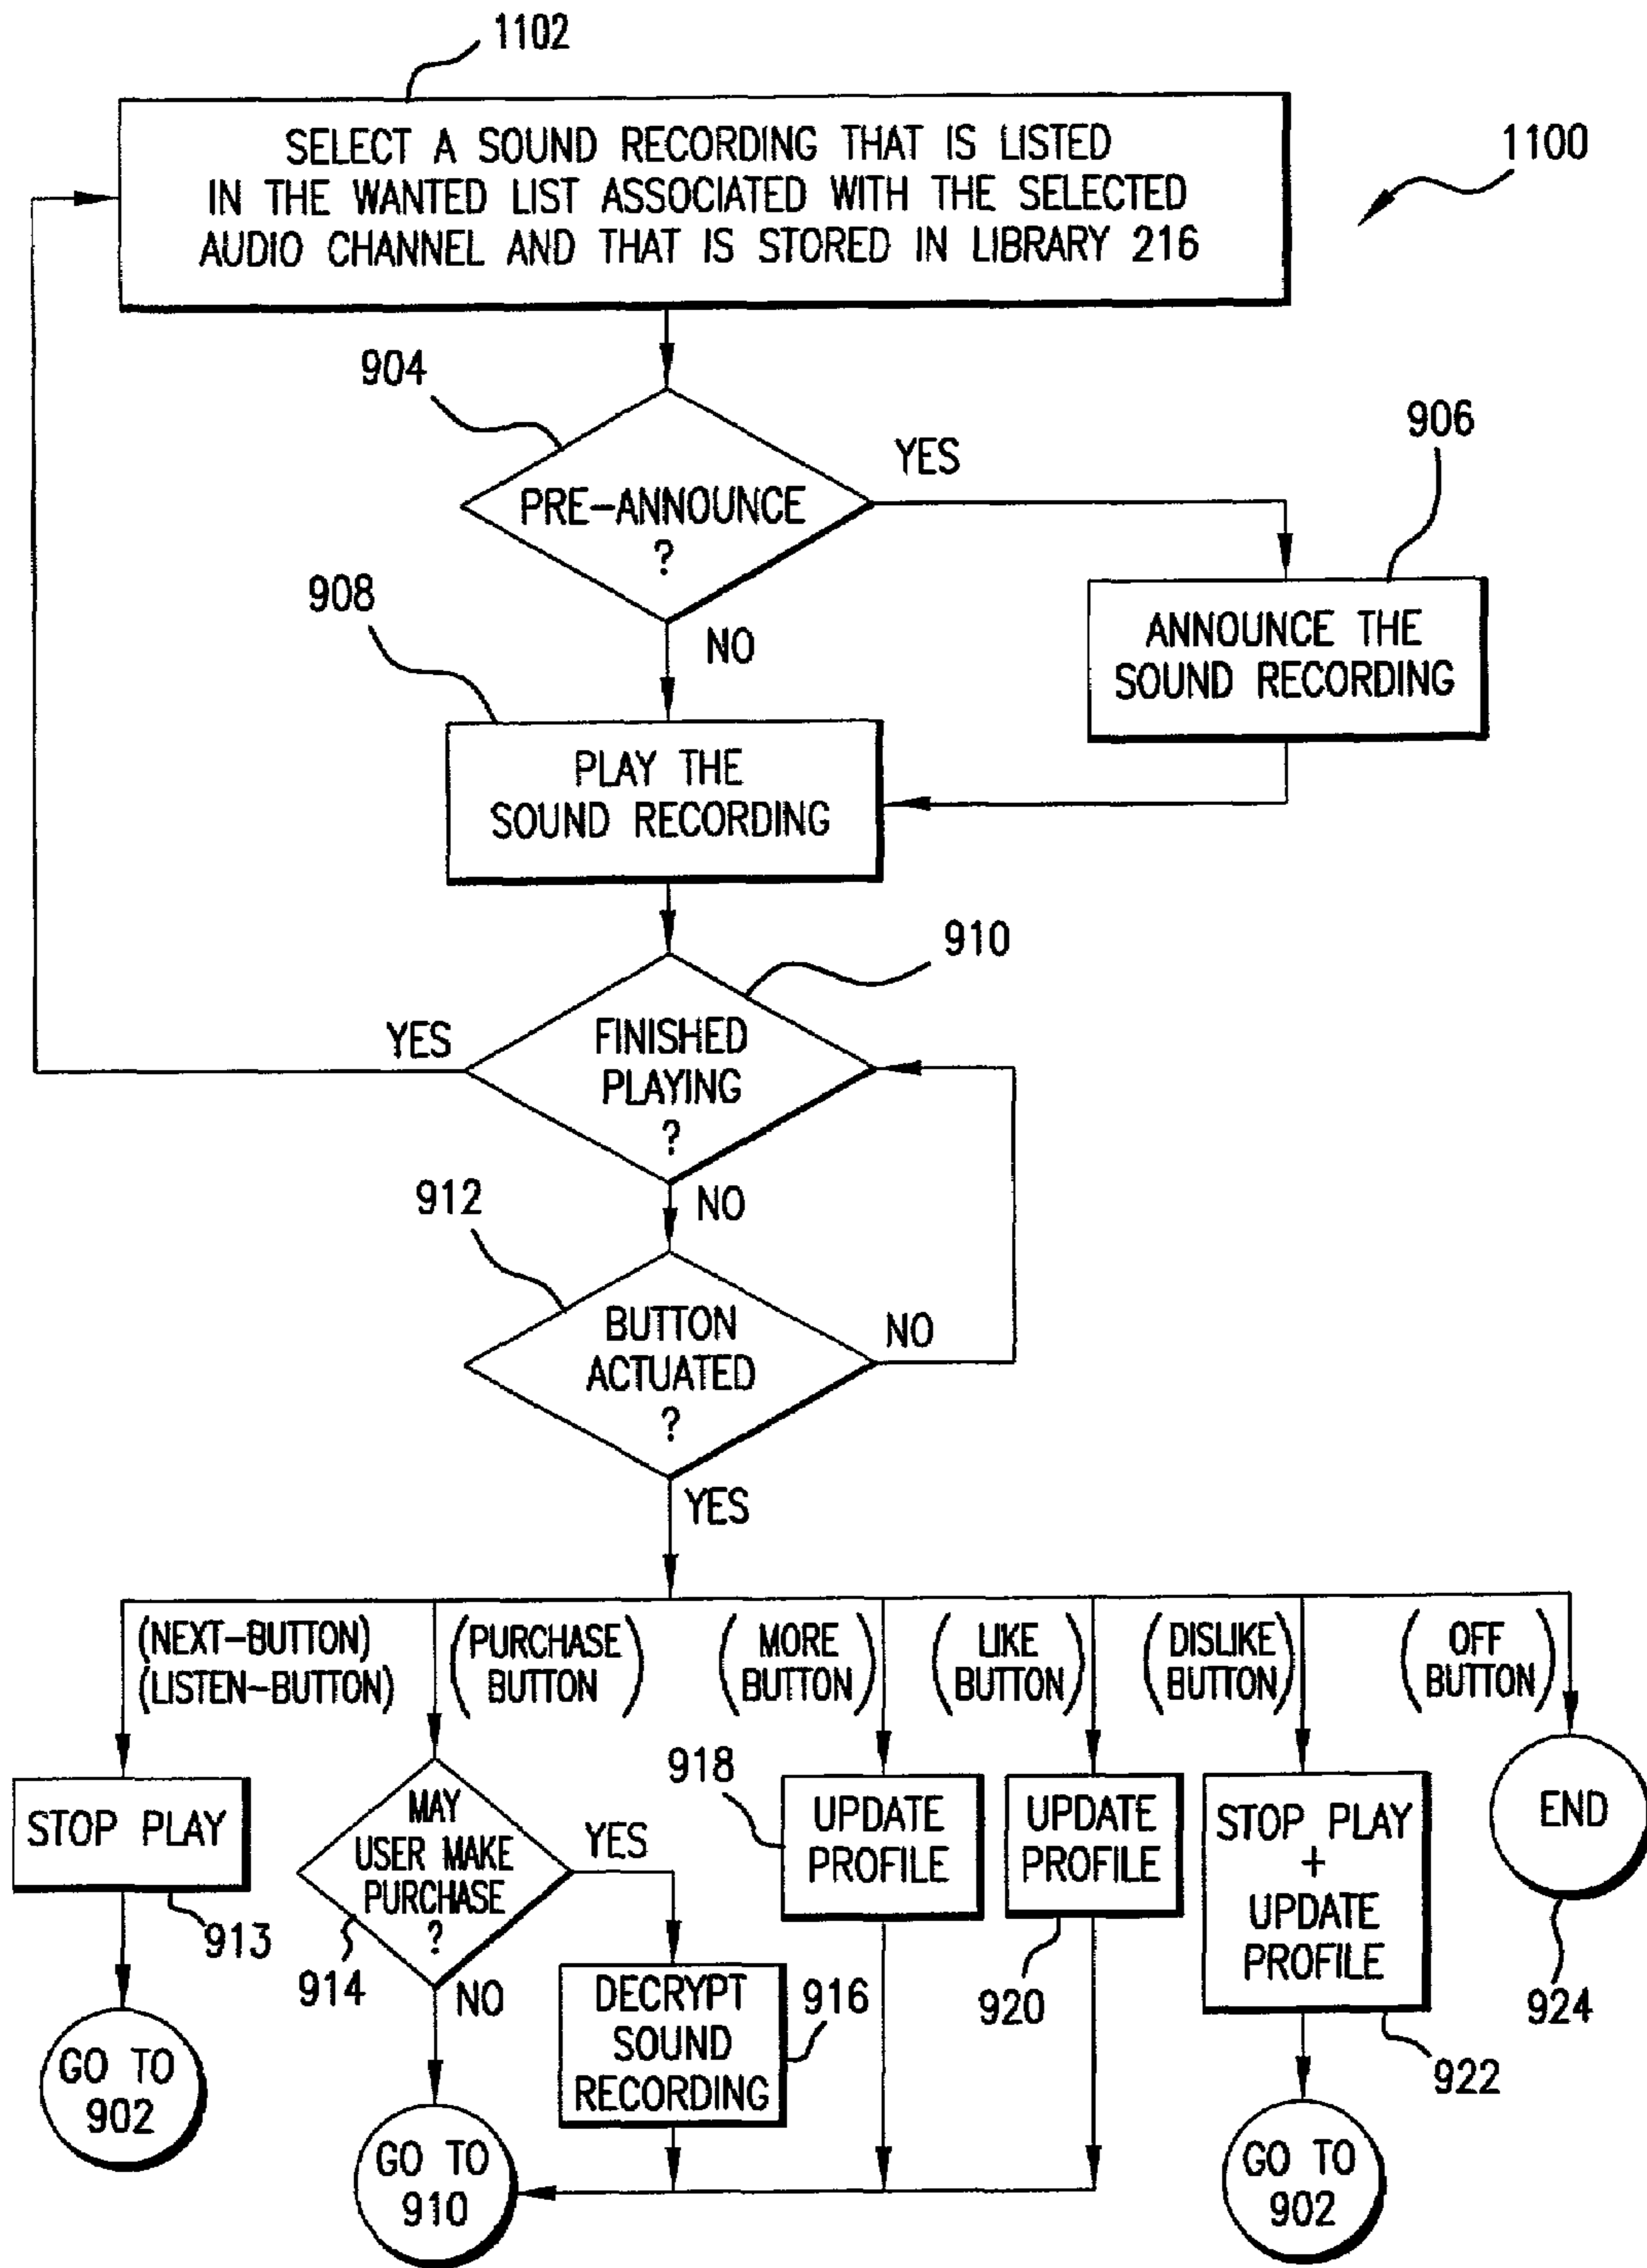 1102
SELECT A SOUND RECORDING THAT IS LISTED
IN THE WANTED LIST ASSOCIATED WITH THE SELECTED
AUDIO CHANNEL AND THAT IS STORED IN LIBRARY 216
1100
904
PRE-ANNOUNCE
?
YES
NO
906
ANNOUNCE THE
SOUND RECORDING
908
PLAY THE
SOUND RECORDING
910
FINISHED
PLAYING
?
YES
NO
912
BUTTON
ACTUATED
?
NO
YES
(NEXT-BUTTON)
(LISTEN-BUTTON)
(PURCHASE
BUTTON)
(MORE
BUTTON)
(LIKE
BUTTON)
(DISLIKE
BUTTON)
(OFF
BUTTON)
STOP PLAY
913
GO TO
902
MAY
USER MAKE
PURCHASE
?
914
YES
NO
DECRYPT
SOUND
RECORDING
916
GO TO
910
918
UPDATE
PROFILE
UPDATE
PROFILE
920
STOP PLAY
+
UPDATE
PROFILE
922
GO TO
902
END
924